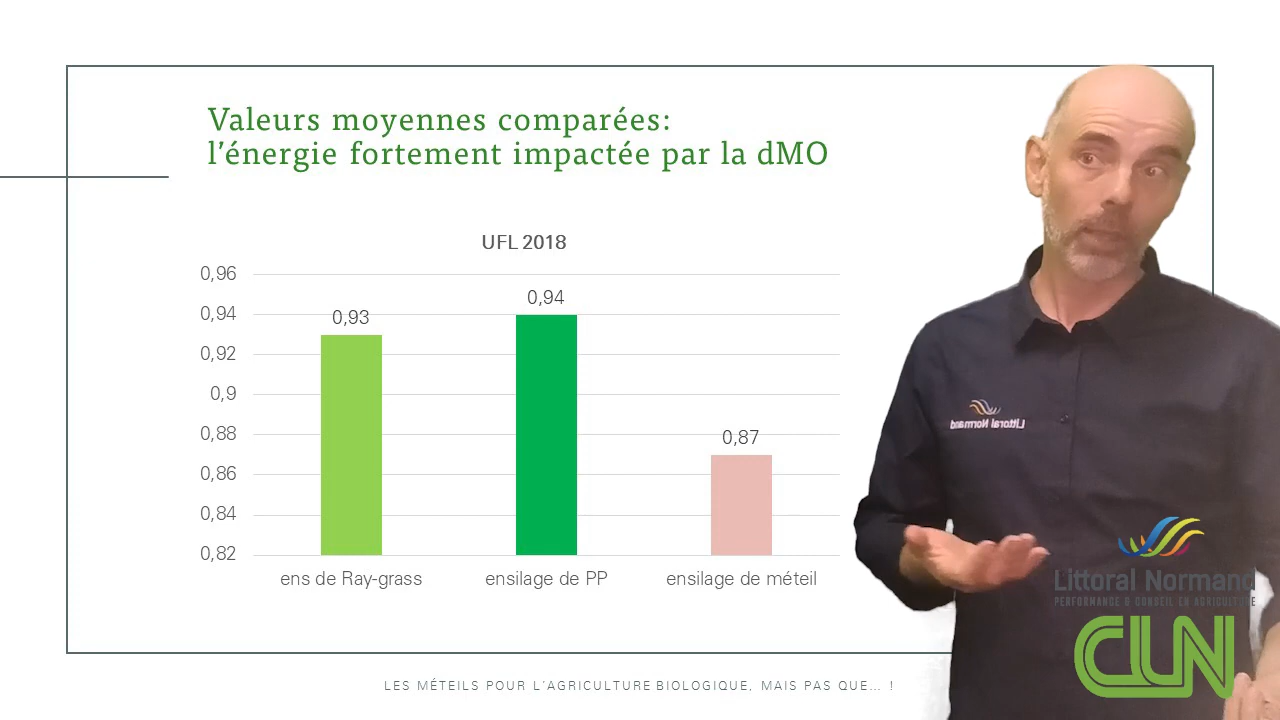 Valeurs moyennes comparées:
l'énergie fortement impactée par la dMO
UFL 2018
0,96
0,94
0,92
0,9
0,88
0,86
0,84
0,82
0,93
0,94
0,87
ens de Ray-grass
ensilage de PP
ensilage de méteil
Littoral Normand
Littoral Normand
PERFORMANCE & CONSEIL EN AGRICULTURE
CLN
LES MÉTEILS POUR L'AGRICULTURE BIOLOGIQUE, MAIS PAS QUE... !